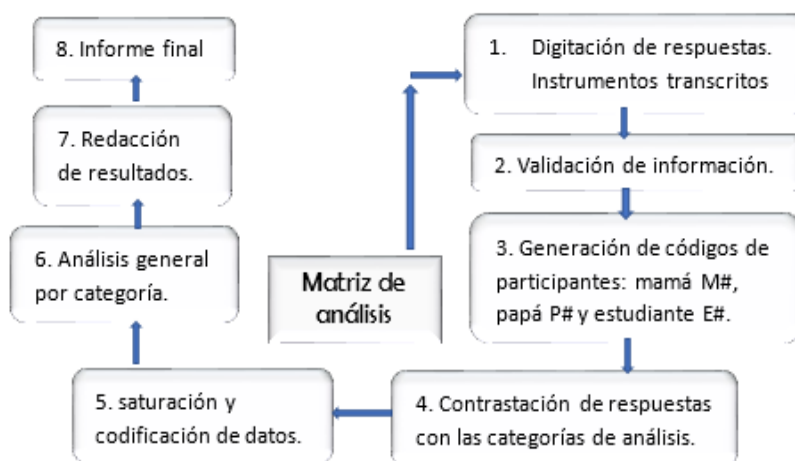 8. Informe final
1. Digitación de respuestas.
Instrumentos transcritos
7. Redacción
de resultados.
2. Validación de información.
6. Análisis general
por categoría.
Matriz de
análisis
3. Generación de códigos de
participantes: mamá M#,
papá P# y estudiante E#.
5. saturación y
codificación de datos.
4. Contrastación de respuestas
con las categorías de análisis.